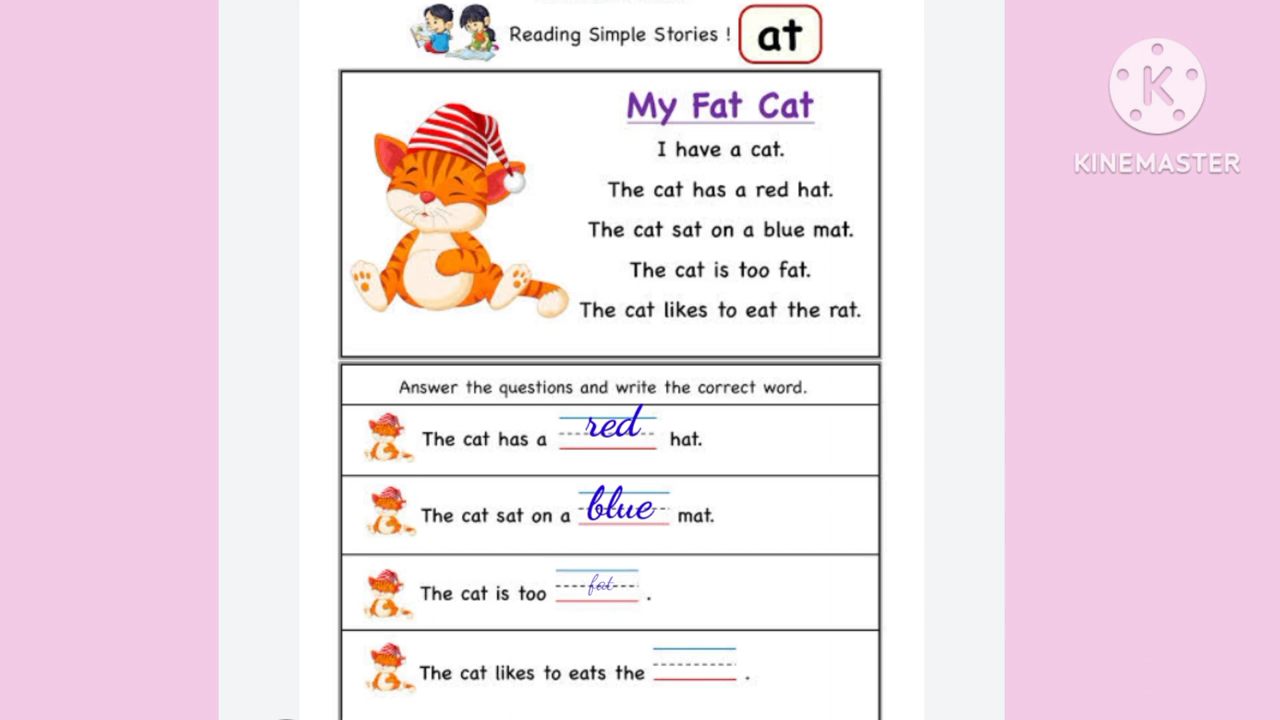 Reading Simple Stories !
at
My Fat Cat
I have a cat.
The cat has a red hat.
The cat sat on a blue mat.
The cat is too fat.
The cat likes to eat the rat.
Answer the questions and write the correct word.
The cat has a red hat.
The cat sat on a blue mat.
The cat is too fat .
The cat likes to eats the .
K
KINEMASTER